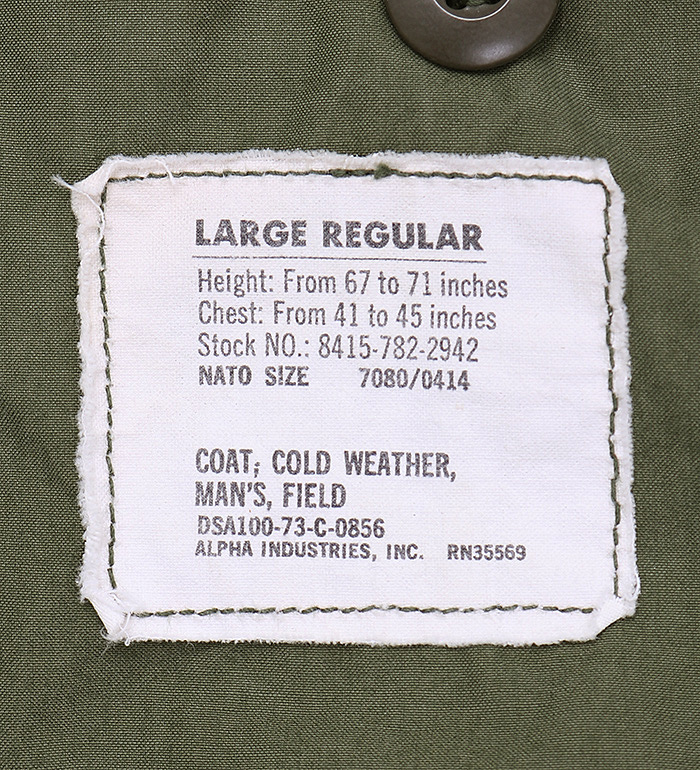 LARGE REGULAR
Height: From 67 to 71 inches
Chest: From 41 to 45 inches
Stock NO.: 8415-782-2942
NATO SIZE 7080/0414
COAT, COLD WEATHER,
MAN'S, FIELD
DSA100-73-C-0856
ALPHA INDUSTRIES, INC. RN35569